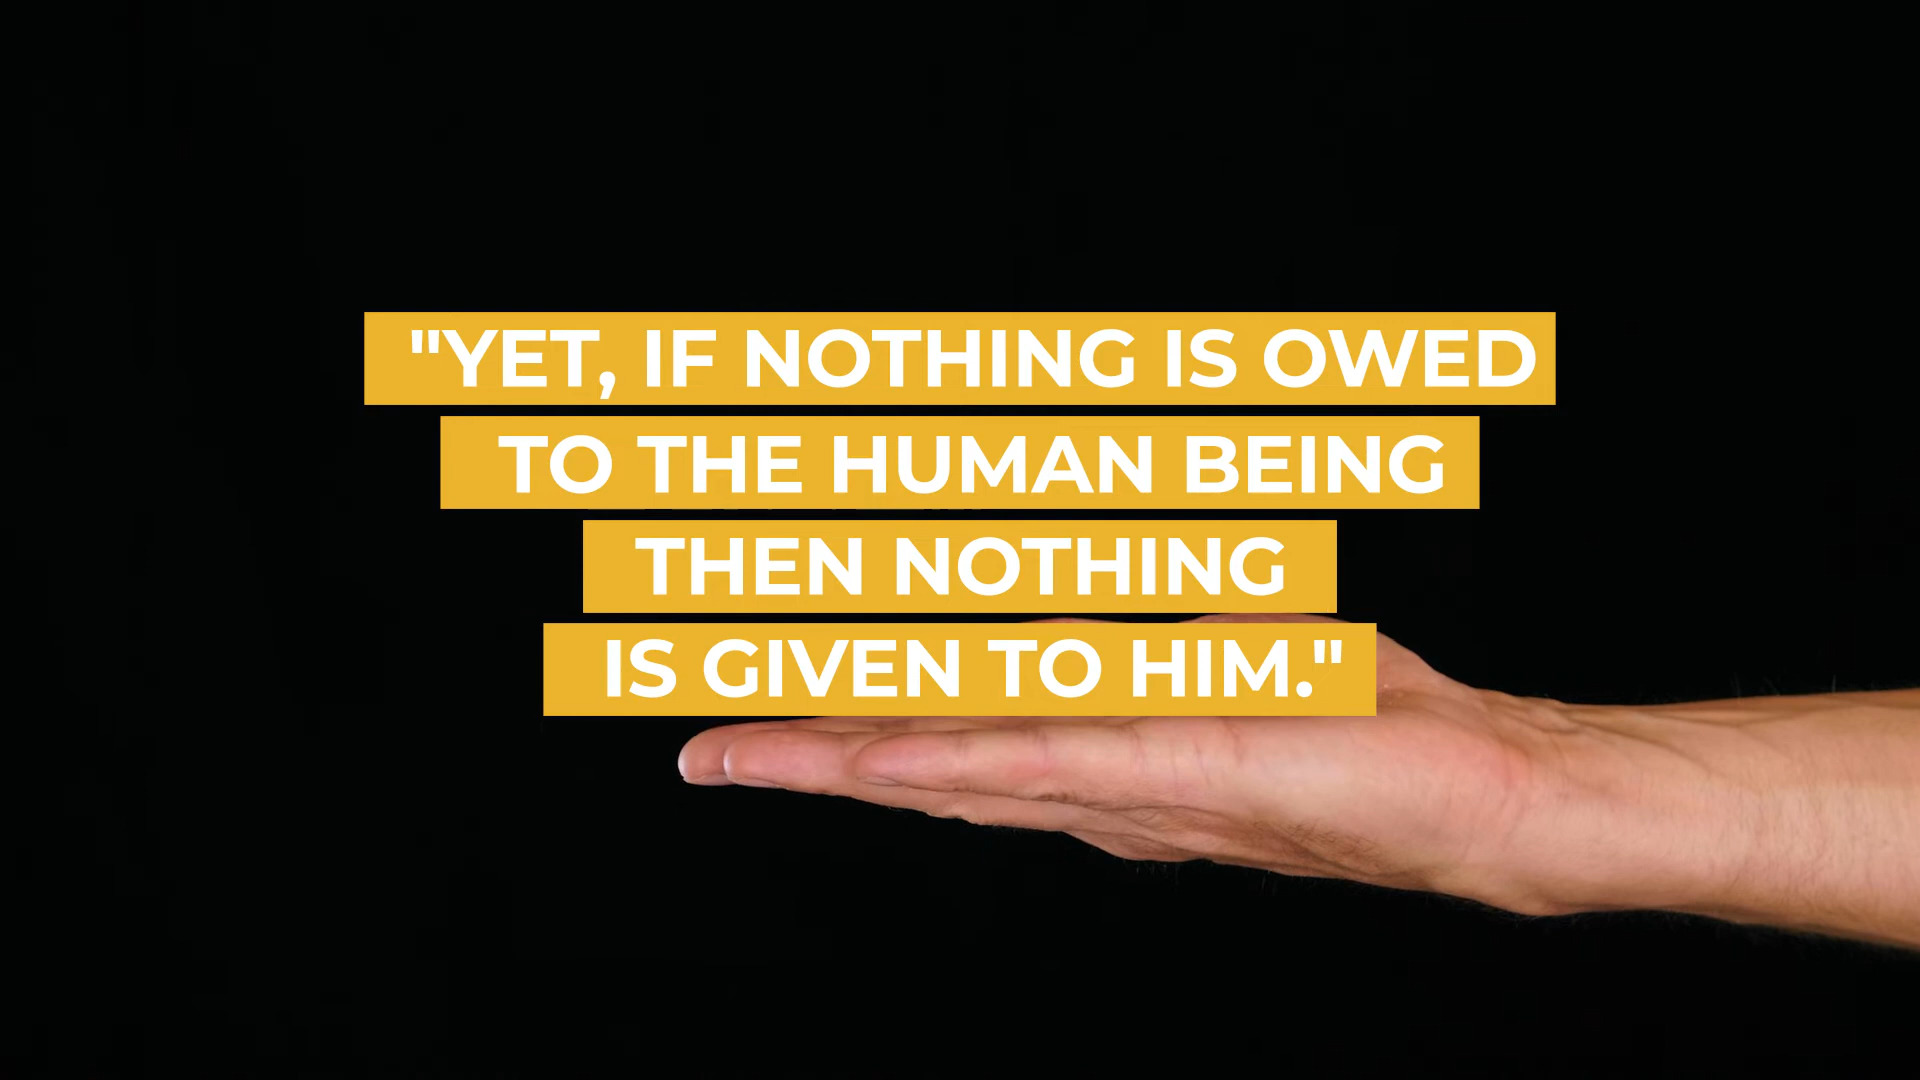 "YET, IF NOTHING IS OWED
TO THE HUMAN BEING
THEN NOTHING
IS GIVEN TO HIM."